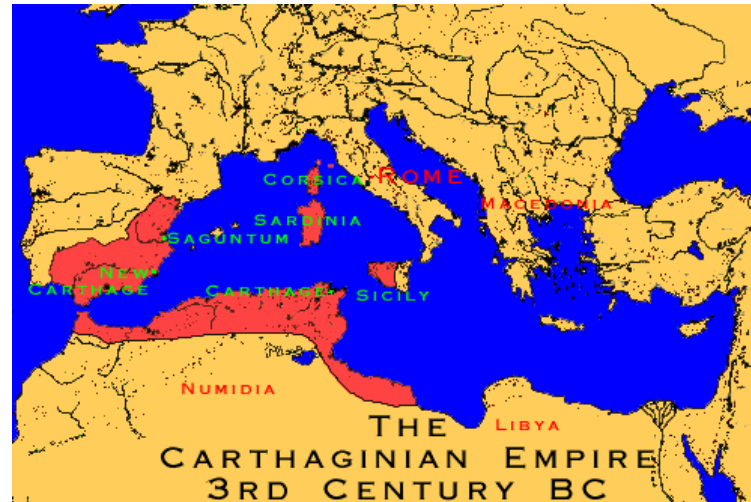 Corsica
Rome
Macedonia
Sardinia
Saguntum
New
Carthage
Carthage
Sicily
Numidia
Libya
The
Carthaginian Empire
3rd Century BC